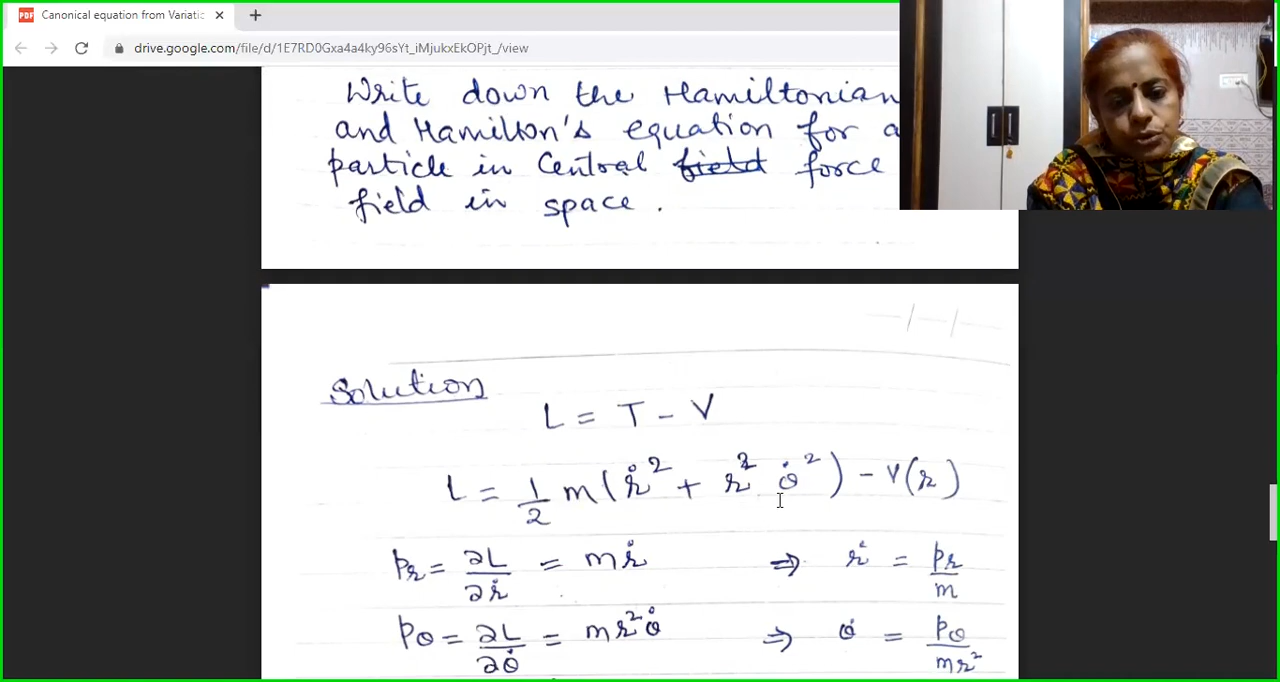 Canonical equation from Variatic
drive.google.com/file/d/1E7RD0Gxa4a4ky96sYt_iMjukxEkOPjt_/view
Write down the Hamiltonian
and Hamilton's equation for a
particle in Central field force
field in space.
Solution
L = T - V
L = 1/2 m(ṙ² + r² θ̇²) - V(r)
pr = ∂L/∂ṙ = mṙ ⇒ ṙ = pr/m
pθ = ∂L/∂θ̇ = mr²θ̇ ⇒ θ̇ = pθ/mr²